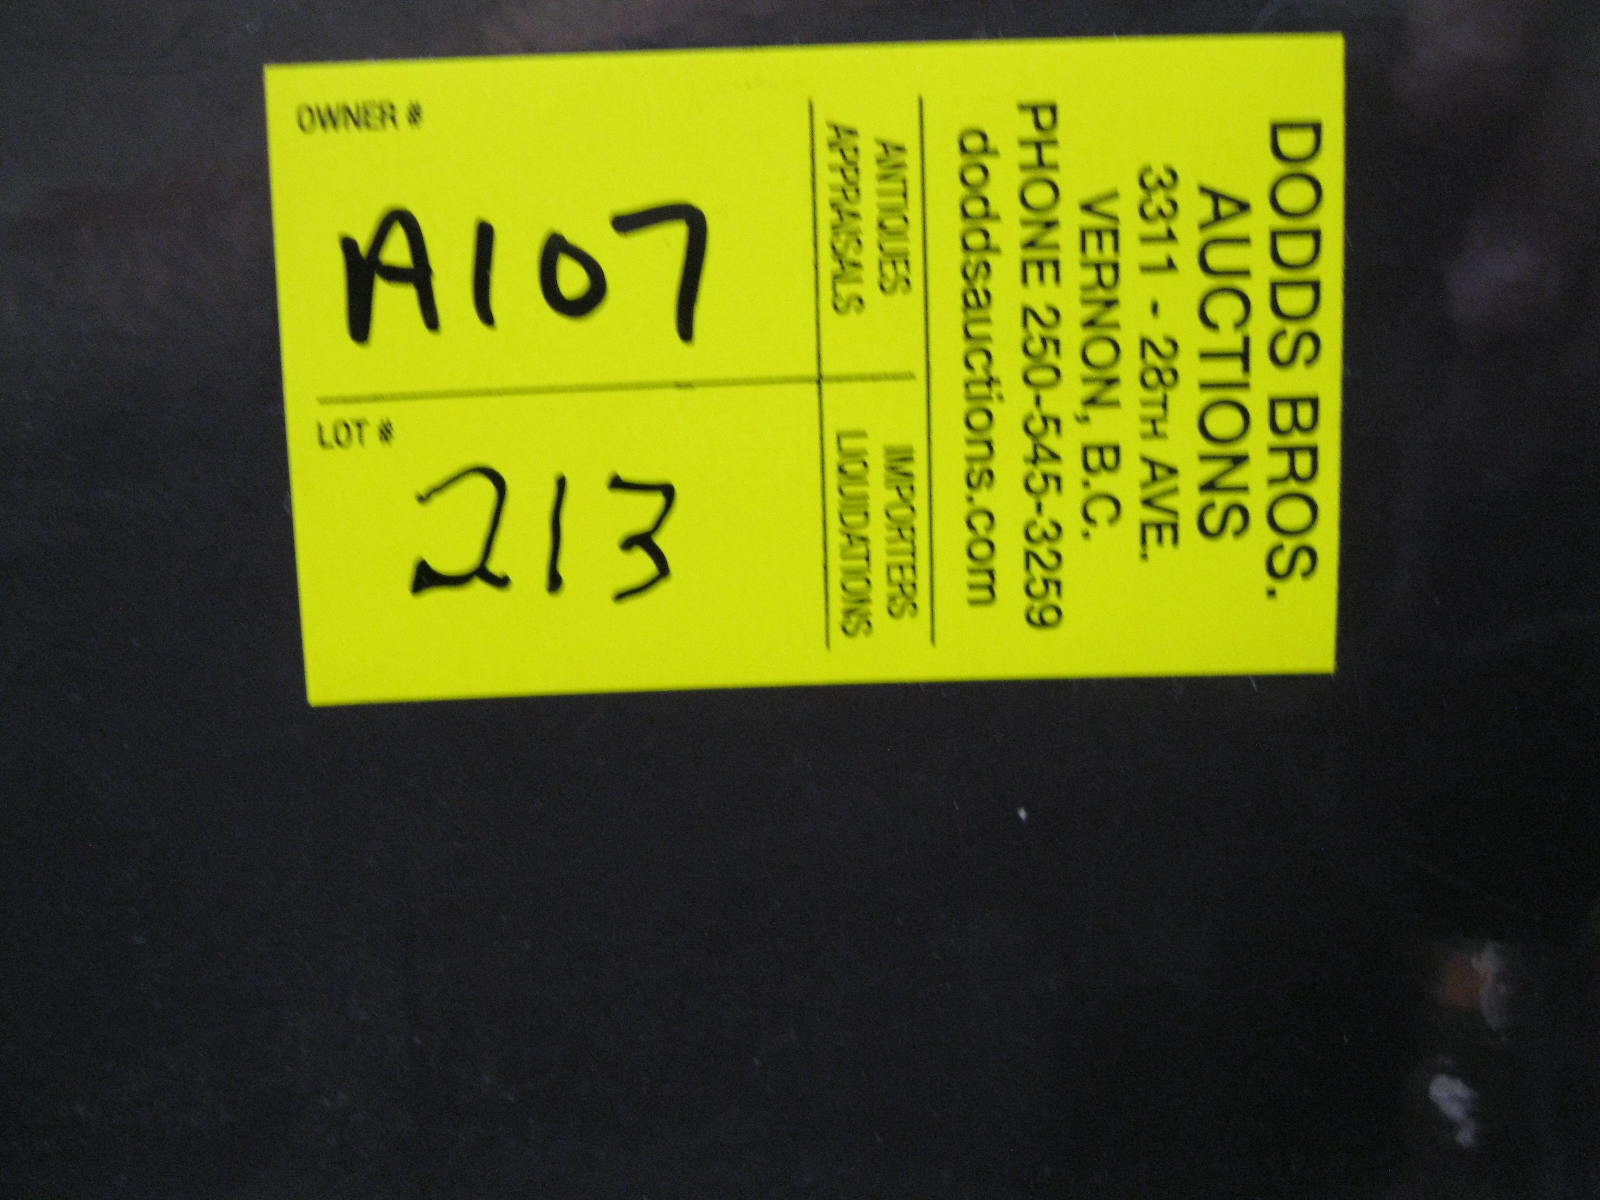 DODDS BROS.
AUCTIONS
3311 - 28TH AVE.
VERNON, B.C.
PHONE 250-545-3259
doddsauctions.com
ANTIQUES
APPRAISALS
IMPORTERS
LIQUIDATIONS
OWNER #
A107
LOT #
213